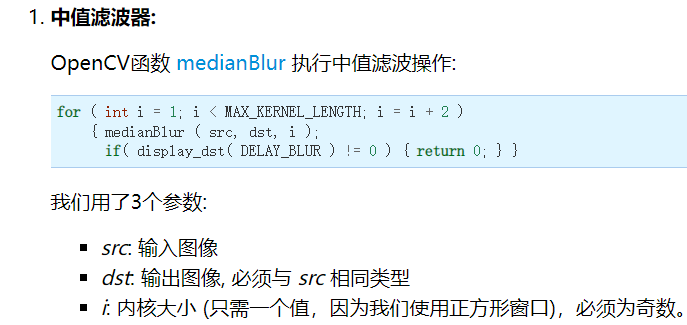 1. 中值滤波器:
OpenCV函数 medianBlur 执行中值滤波操作:
for ( int i = 1; i < MAX_KERNEL_LENGTH; i = i + 2 )
{ medianBlur ( src, dst, i );
if( display_dst( DELAY_BLUR ) != 0 ) { return 0; } }
我们用了3个参数:
▪ src: 输入图像
▪ dst: 输出图像, 必须与 src 相同类型
▪ i: 内核大小 (只需一个值，因为我们使用正方形窗口)，必须为奇数。